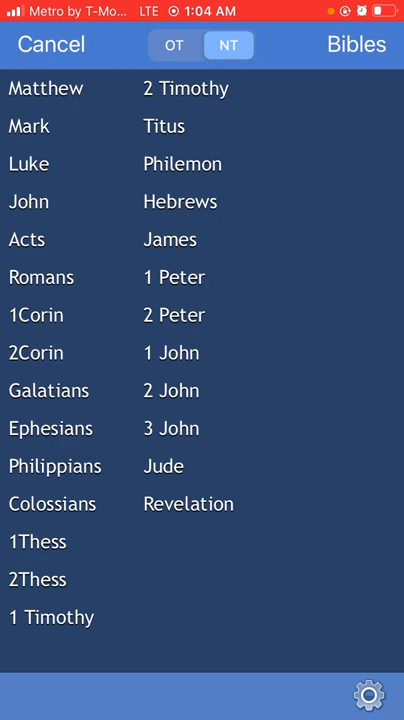 Metro by T-Mo... LTE 1:04 AM
Cancel OT NT Bibles
Matthew 2 Timothy
Mark Titus
Luke Philemon
John Hebrews
Acts James
Romans 1 Peter
1Corin 2 Peter
2Corin 1 John
Galatians 2 John
Ephesians 3 John
Philippians Jude
Colossians Revelation
1Thess
2Thess
1 Timothy